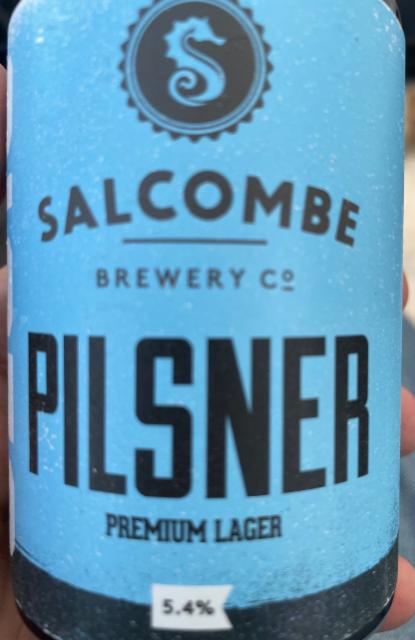 SALCOMBE
BREWERY Cº
PILSNER
PREMIUM LAGER
5.4%